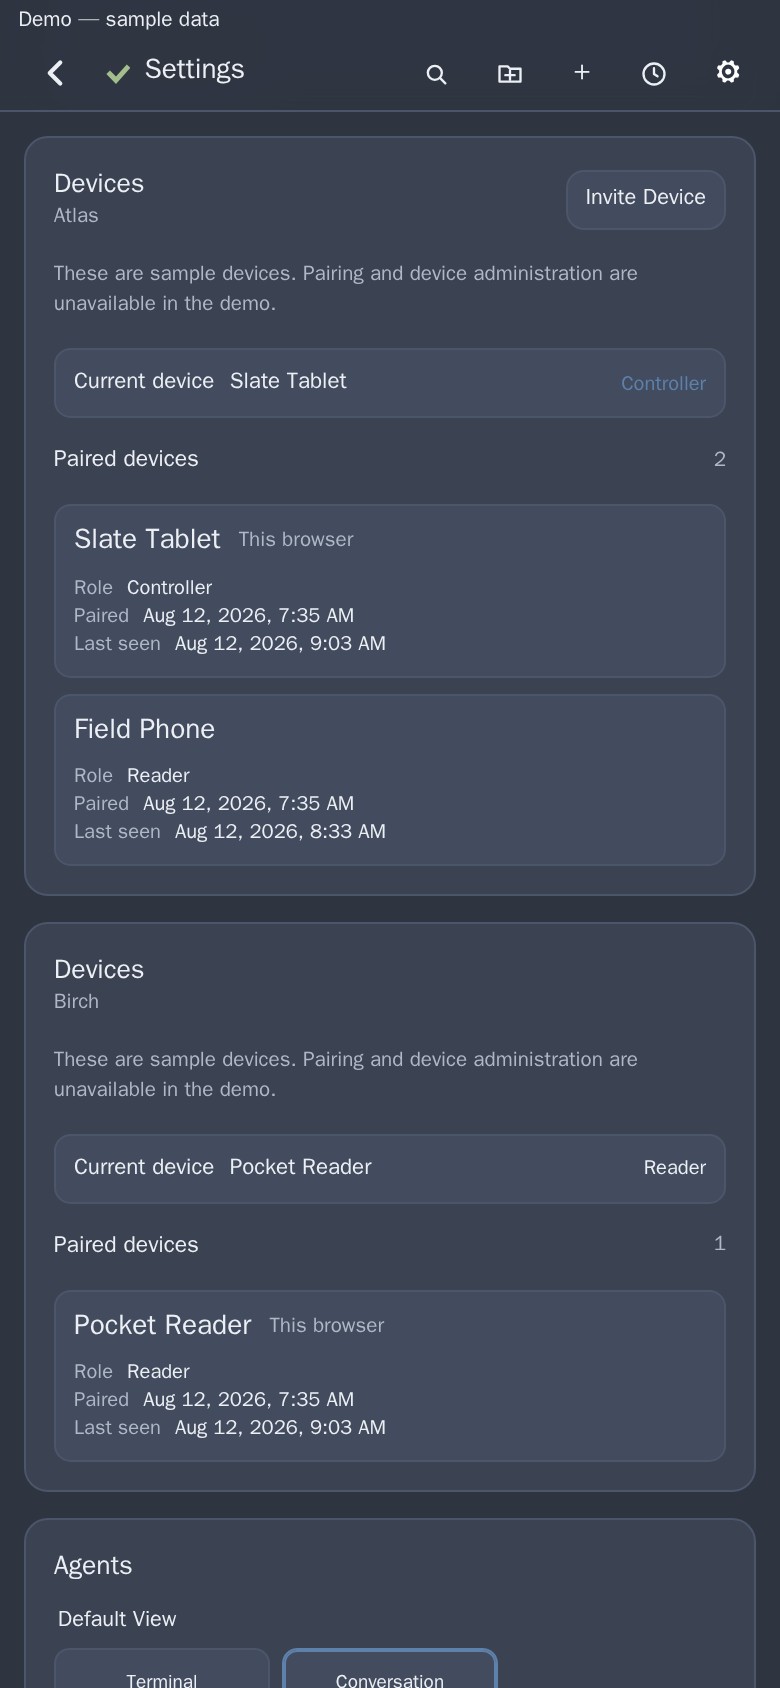 Demo — sample data
Settings
Devices
Atlas
Invite Device
These are sample devices. Pairing and device administration are
unavailable in the demo.
Current device Slate Tablet Controller
Paired devices 2
Slate Tablet This browser
Role Controller
Paired Aug 12, 2026, 7:35 AM
Last seen Aug 12, 2026, 9:03 AM
Field Phone
Role Reader
Paired Aug 12, 2026, 7:35 AM
Last seen Aug 12, 2026, 8:33 AM
Devices
Birch
These are sample devices. Pairing and device administration are
unavailable in the demo.
Current device Pocket Reader Reader
Paired devices 1
Pocket Reader This browser
Role Reader
Paired Aug 12, 2026, 7:35 AM
Last seen Aug 12, 2026, 9:03 AM
Agents
Default View
Terminal Conversation